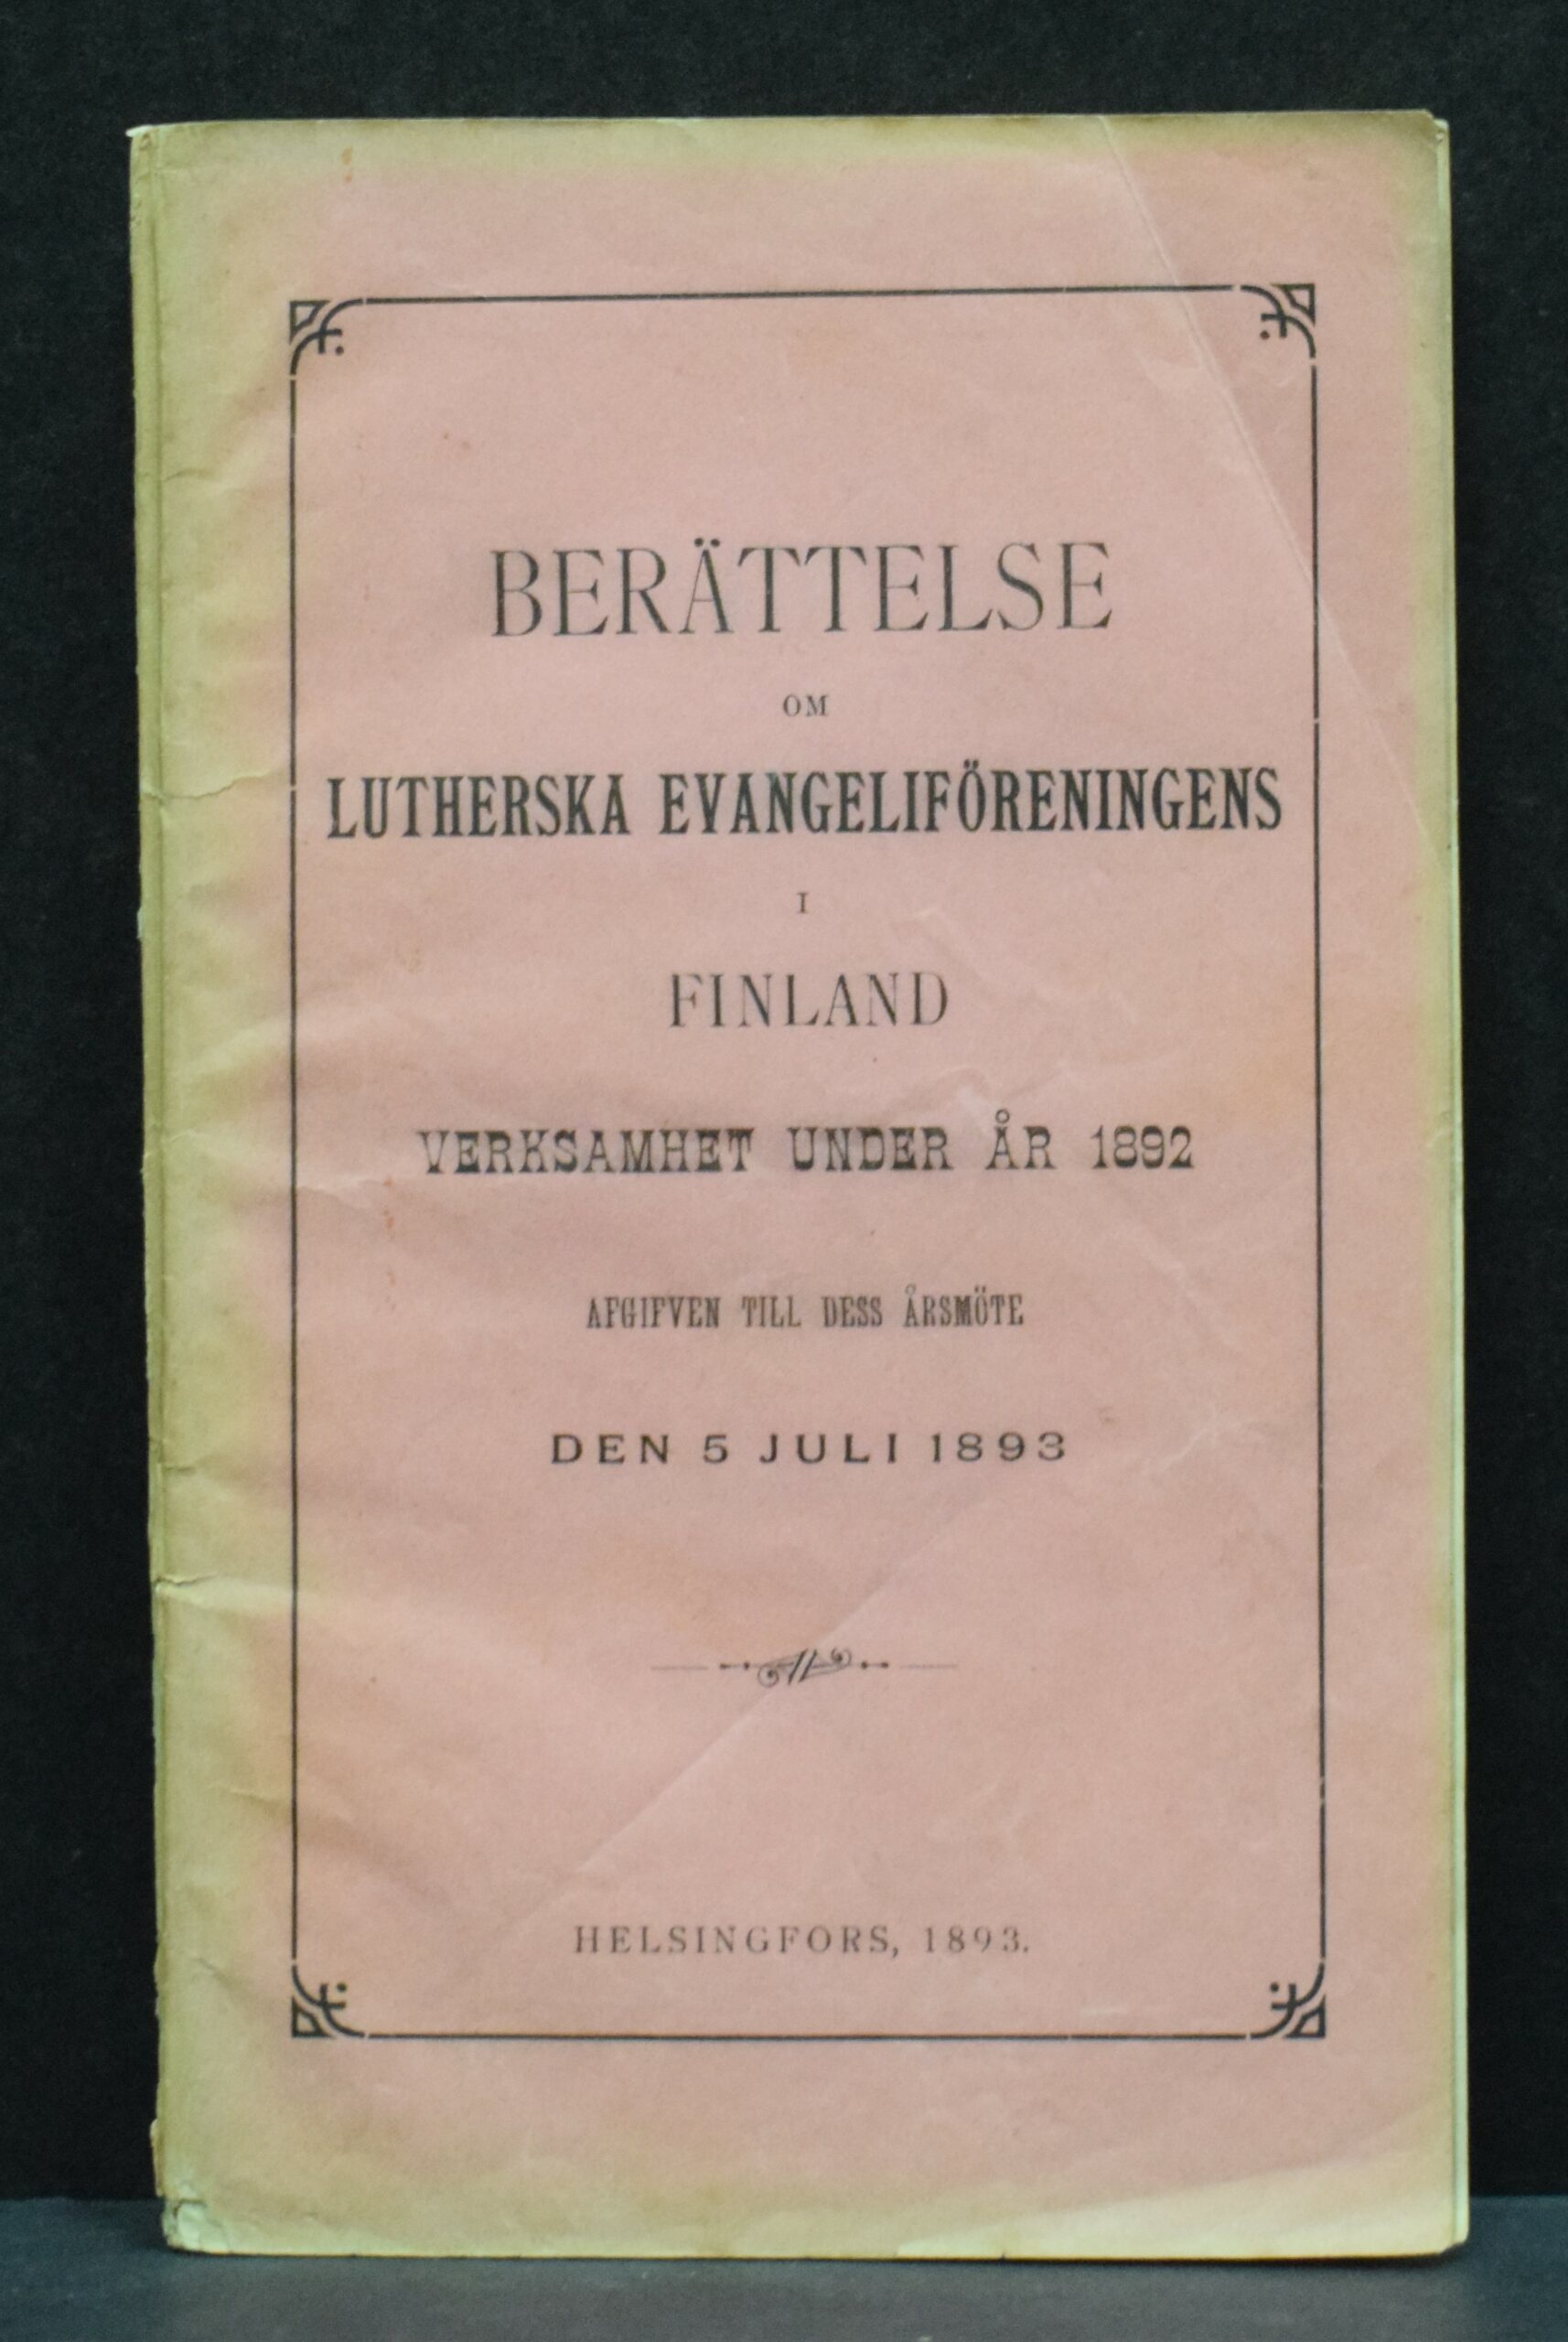 BERÄTTELSE
OM
LUTHERSKA EVANGELIFÖRENINGENS
I
FINLAND
VERKSAMHET UNDER ÅR 1892
AFGIFVEN TILL DESS ÅRSMÖTE
DEN 5 JULI 1893
HELSINGFORS, 1893.